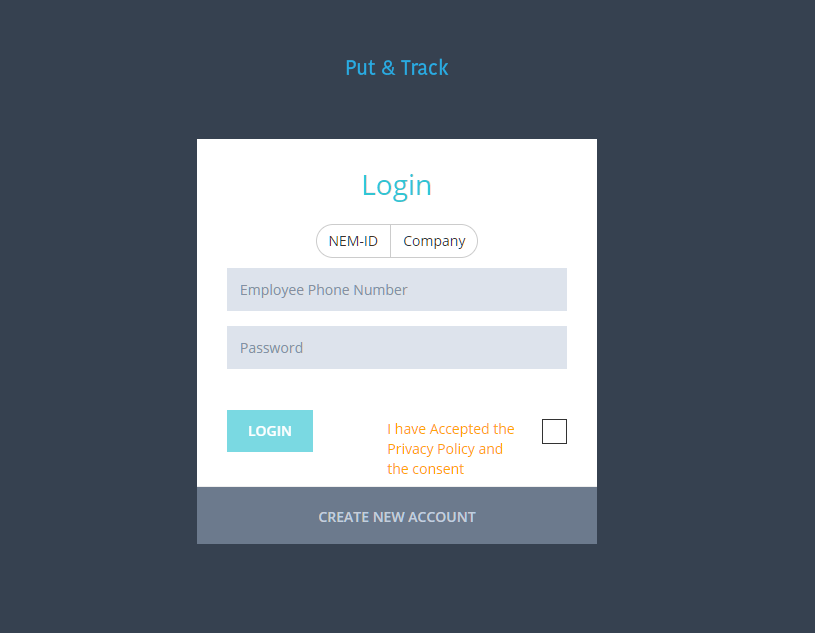 Put & Track
Login
NEM-ID Company
Employee Phone Number
Password
LOGIN
I have Accepted the
Privacy Policy and
the consent
CREATE NEW ACCOUNT